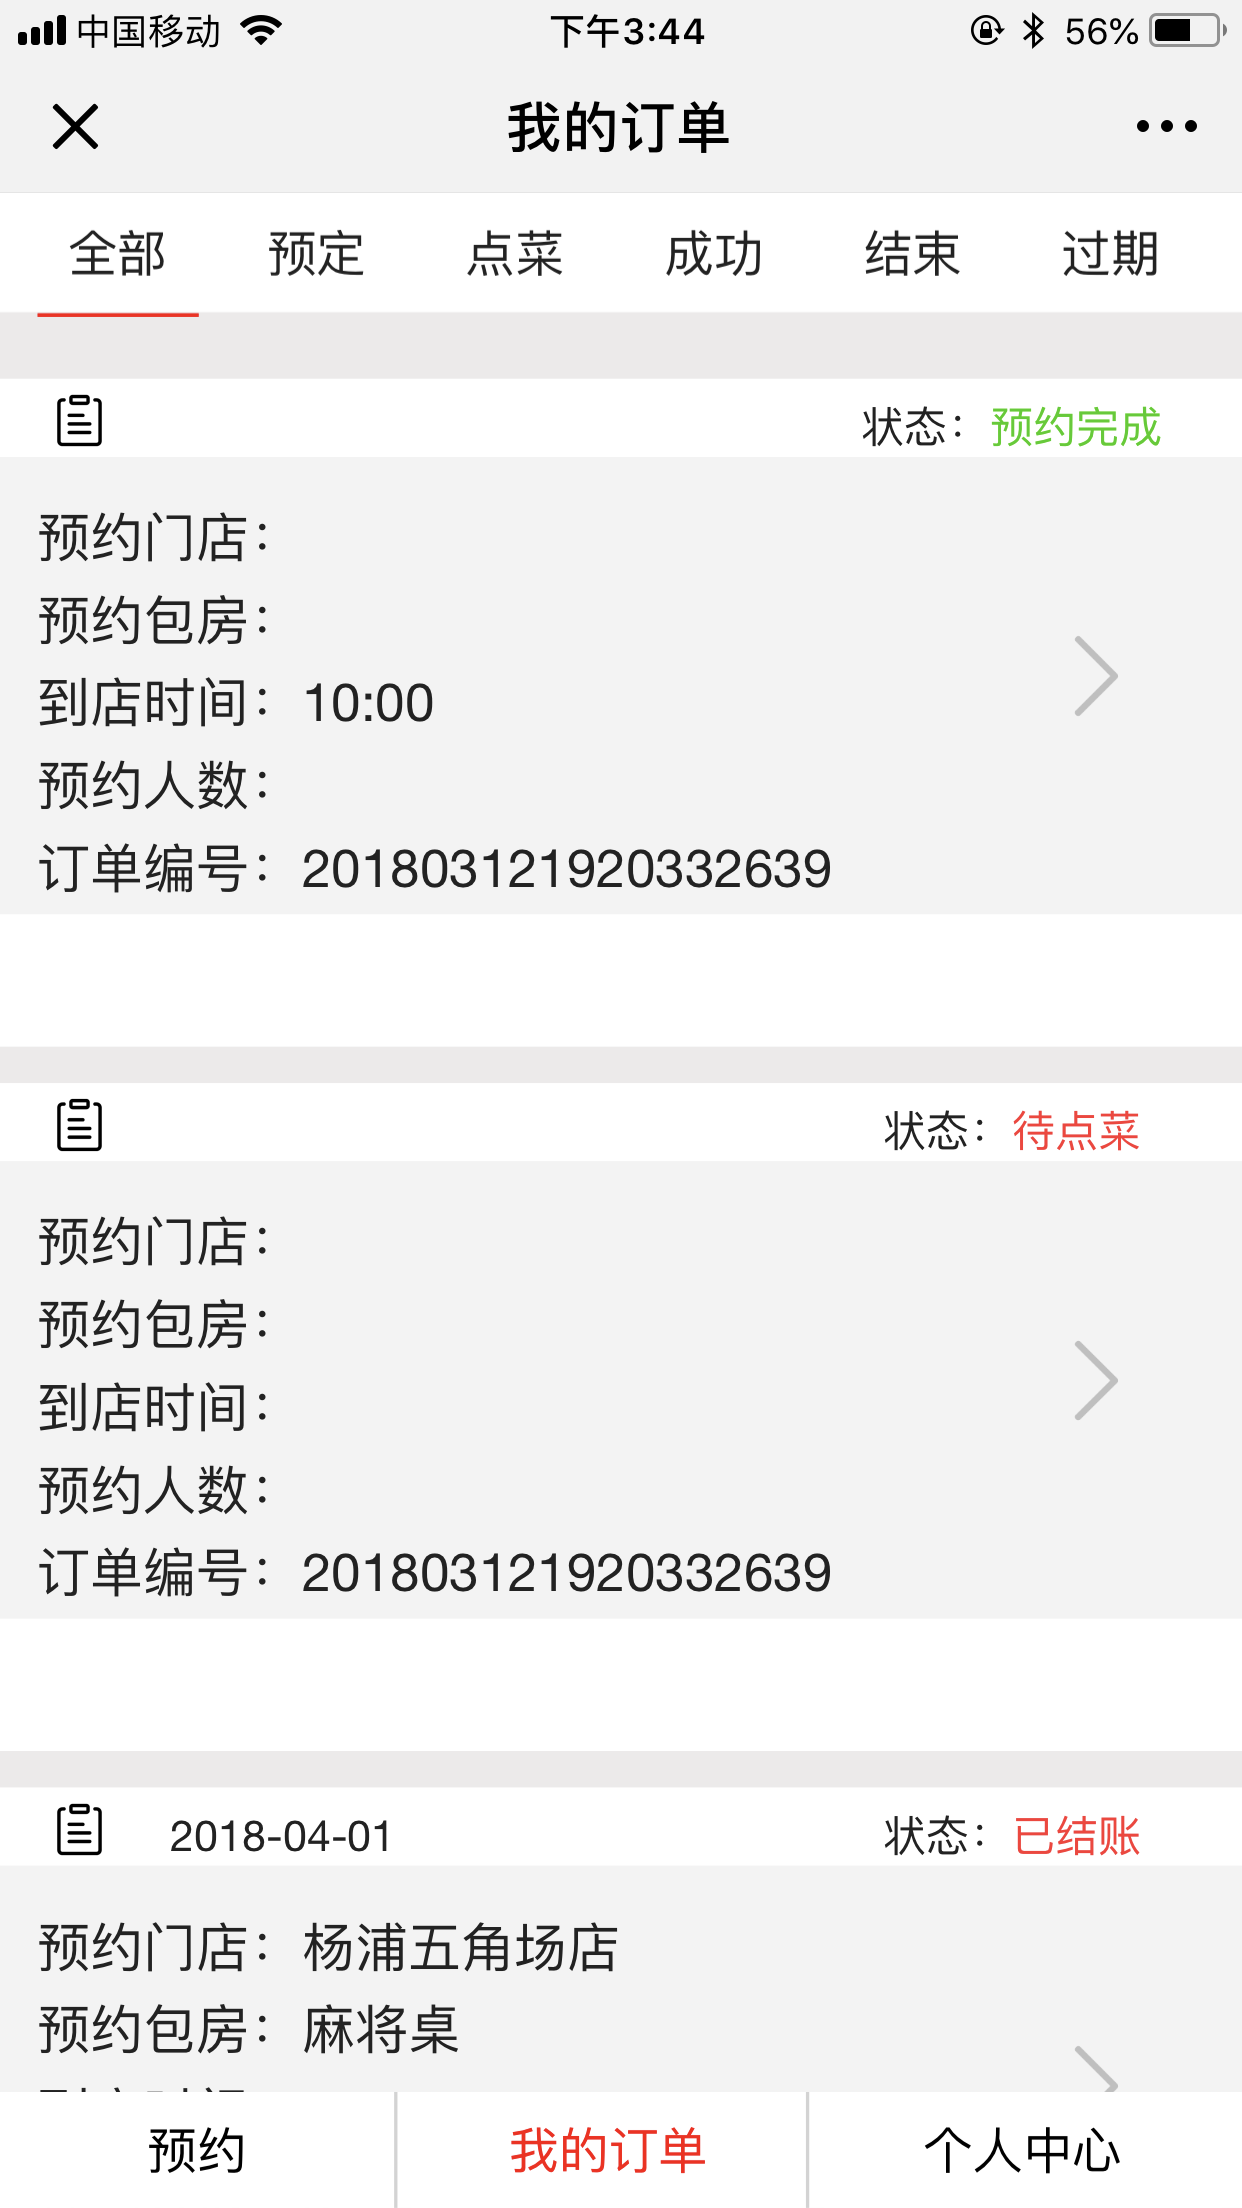 中国移动 下午3:44 56%
我的订单
全部 预定 点菜 成功 结束 过期
状态：预约完成
预约门店：
预约包房：
到店时间：10:00
预约人数：
订单编号：201803121920332639
状态：待点菜
预约门店：
预约包房：
到店时间：
预约人数：
订单编号：201803121920332639
2018-04-01 状态：已结账
预约门店：杨浦五角场店
预约包房：麻将桌
预约 我的订单 个人中心